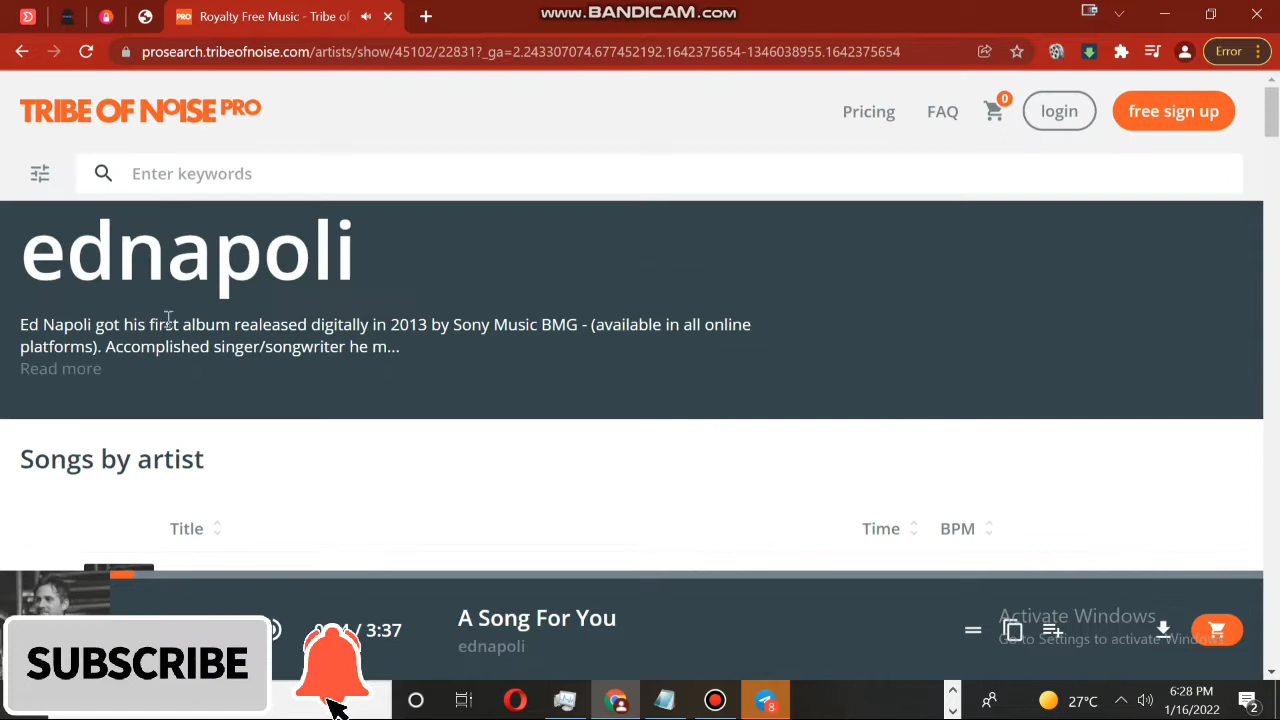 PRO Royalty Free Music - Tribe of
www.BANDICAM.com
prosearch.tribeofnoise.com/artists/show/45102/22831?_ga=2.243307074.677452192.1642375654-1346038955.1642375654
Error
TRIBE OF NOISE PRO
Pricing
FAQ
0
login
free sign up
Enter keywords
ednapoli
Ed Napoli got his first album realeased digitally in 2013 by Sony Music BMG - (available in all online
platforms). Accomplished singer/songwriter he m...
Read more
Songs by artist
Title
Time
BPM
A Song For You
ednapoli
/ 3:37
Activate Windows
Go to Settings to activate Windows.
SUBSCRIBE
8
27°C
6:28 PM
1/16/2022
2